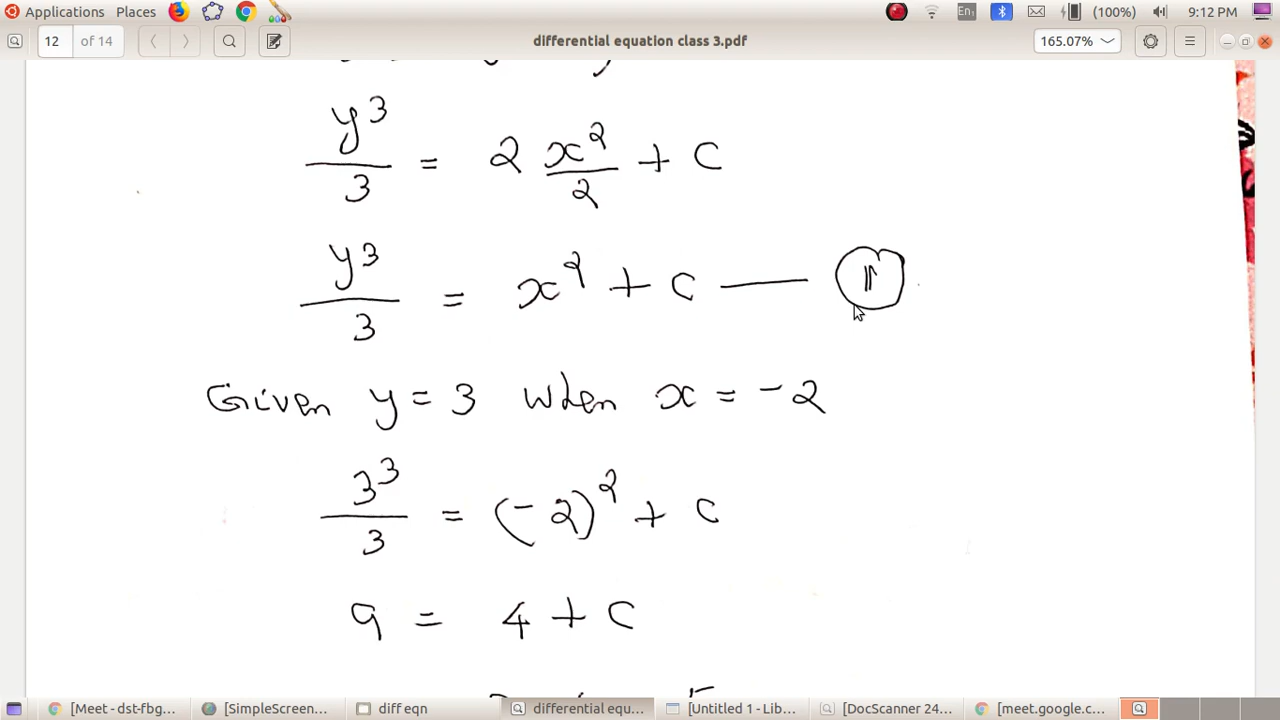 Applications Places En₁ (100%) 9:12 PM
12 of 14 differential equation class 3.pdf 165.07%
y³/3 = 2 x²/2 + c
y³/3 = x² + c —— II
Given y = 3 when x = -2
3³/3 = (-2)² + c
9 = 4 + c
[Meet - dst-fbg... [SimpleScreen... diff eqn differential equ... [Untitled 1 - Lib... [DocScanner 24... [meet.google.c...